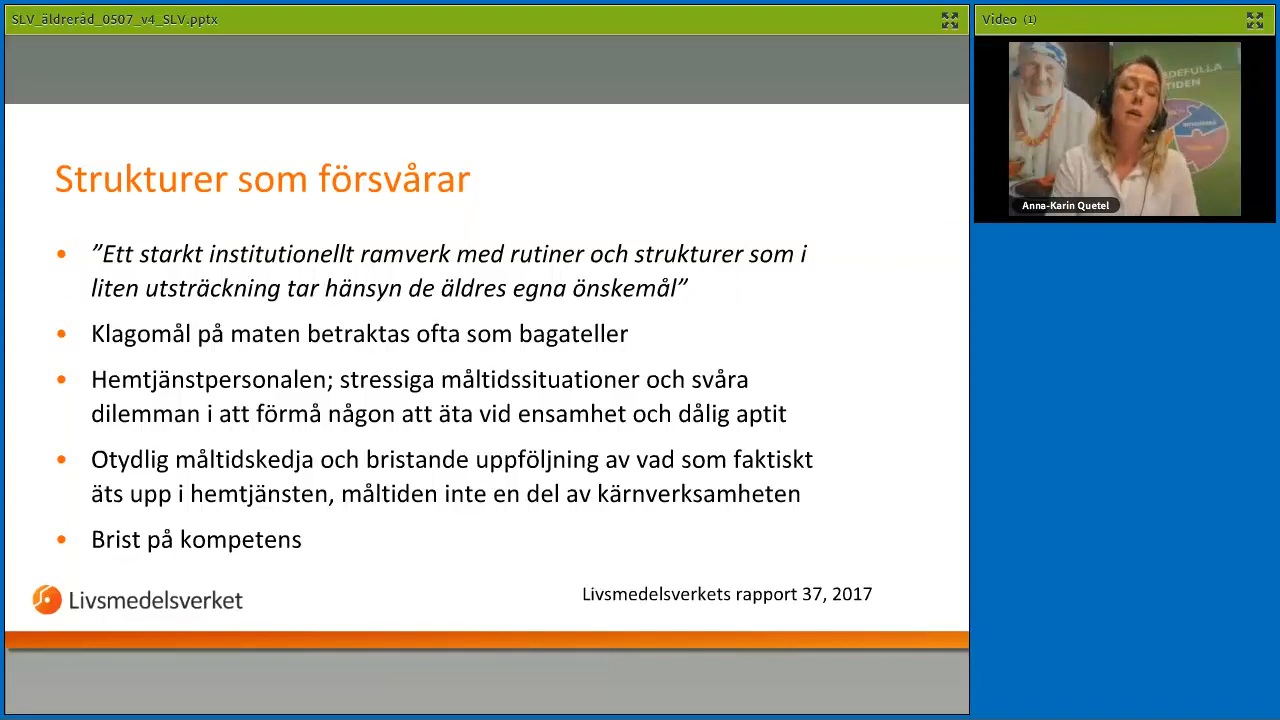 SLV_äldreråd_0507_v4_SLV.pptx
Video (1)
DEFULLA
TIDEN
Anna-Karin Quetel
Strukturer som försvårar
• ”Ett starkt institutionellt ramverk med rutiner och strukturer som i
liten utsträckning tar hänsyn de äldres egna önskemål”
• Klagomål på maten betraktas ofta som bagateller
• Hemtjänstpersonalen; stressiga måltidssituationer och svåra
dilemman i att förmå någon att äta vid ensamhet och dålig aptit
• Otydlig måltidskedja och bristande uppföljning av vad som faktiskt
äts upp i hemtjänsten, måltiden inte en del av kärnverksamheten
• Brist på kompetens
Livsmedelsverket
Livsmedelsverkets rapport 37, 2017